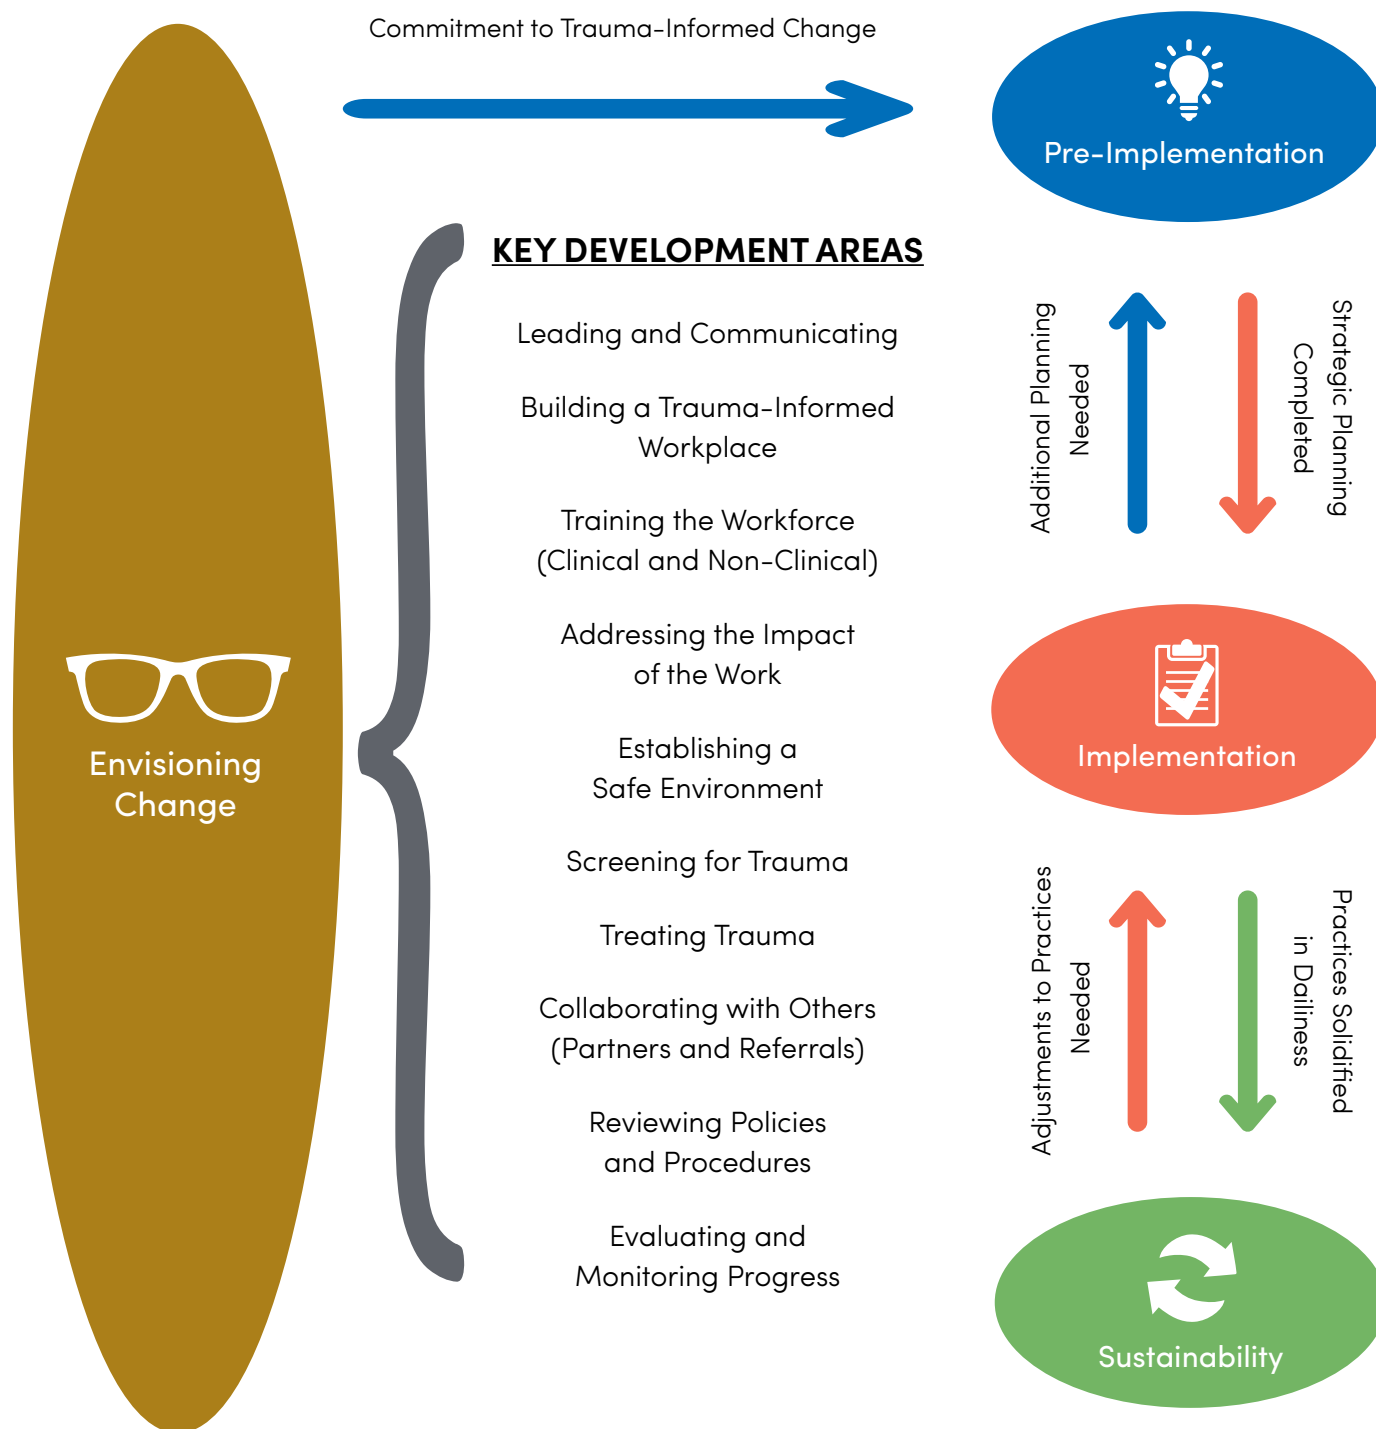 Commitment to Trauma-Informed Change
Pre-Implementation
KEY DEVELOPMENT AREAS
Leading and Communicating
Building a Trauma-Informed
Workplace
Training the Workforce
(Clinical and Non-Clinical)
Addressing the Impact
of the Work
Establishing a
Safe Environment
Screening for Trauma
Treating Trauma
Collaborating with Others
(Partners and Referrals)
Reviewing Policies
and Procedures
Evaluating and
Monitoring Progress
Envisioning
Change
Additional Planning
Needed
Strategic Planning
Completed
Implementation
Adjustments to Practices
Needed
Practices Solidified
in Dailiness
Sustainability